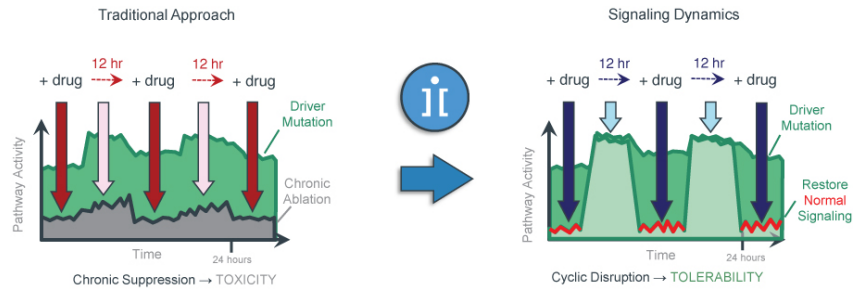 Traditional Approach
12 hr 12 hr
+ drug + drug + drug
Driver
Mutation
Chronic
Ablation
Pathway Activity
Time
24 hours
Chronic Suppression → TOXICITY
Signaling Dynamics
12 hr 12 hr
+ drug + drug + drug
Driver
Mutation
Restore
Normal
Signaling
Pathway Activity
Time
24 hours
Cyclic Disruption → TOLERABILITY